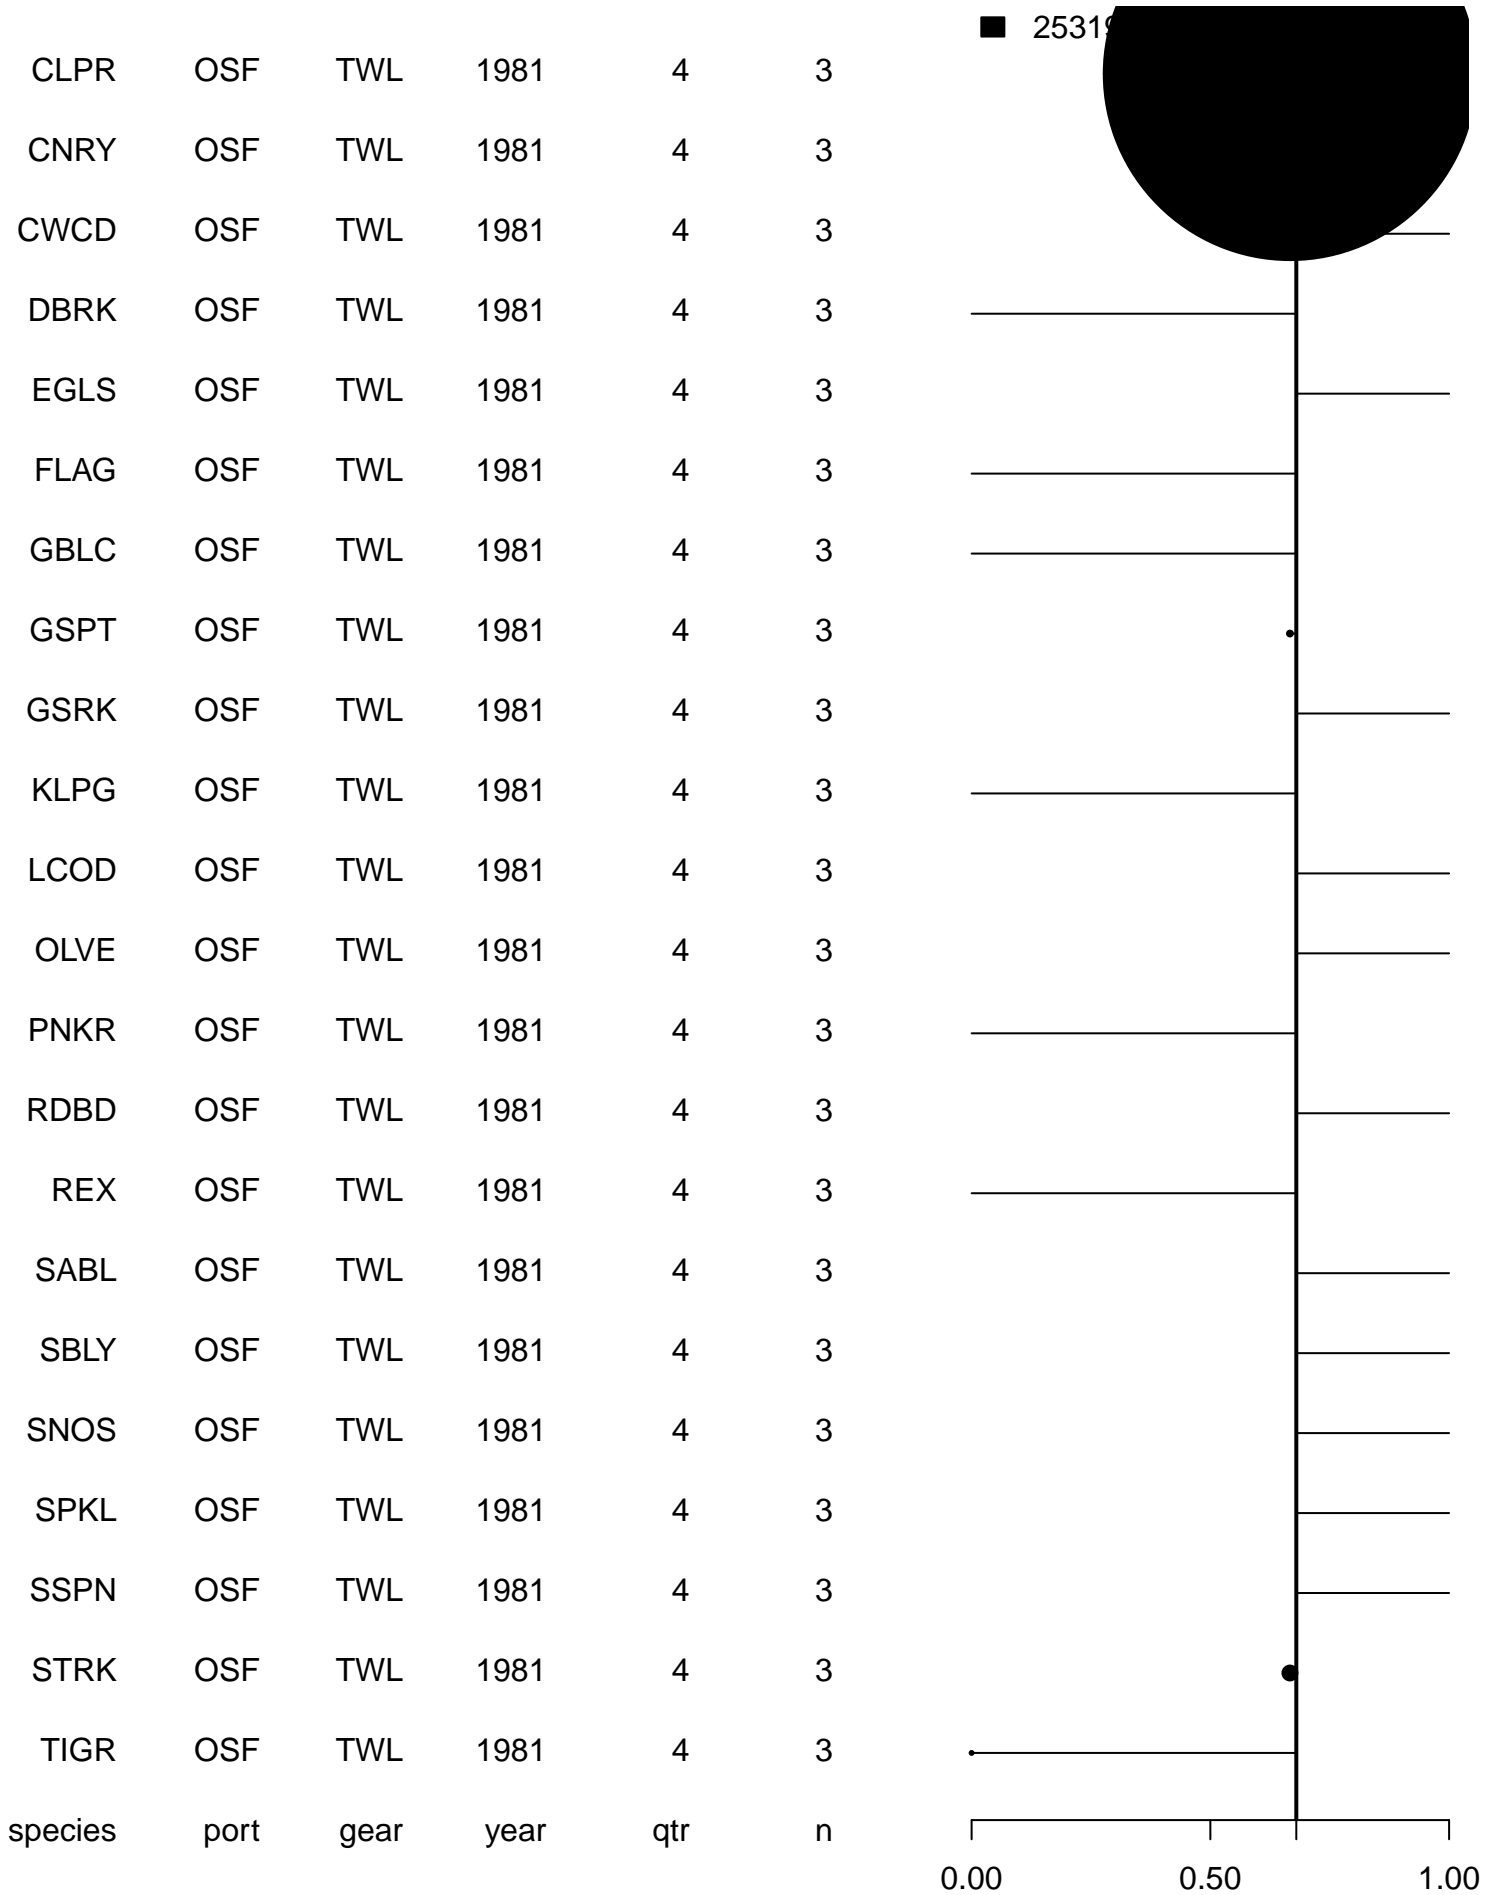 2531
CLPR OSF TWL 1981 4 3
CNRY OSF TWL 1981 4 3
CWCD OSF TWL 1981 4 3
DBRK OSF TWL 1981 4 3
EGLS OSF TWL 1981 4 3
FLAG OSF TWL 1981 4 3
GBLC OSF TWL 1981 4 3
GSPT OSF TWL 1981 4 3
GSRK OSF TWL 1981 4 3
KLPG OSF TWL 1981 4 3
LCOD OSF TWL 1981 4 3
OLVE OSF TWL 1981 4 3
PNKR OSF TWL 1981 4 3
RDBD OSF TWL 1981 4 3
REX OSF TWL 1981 4 3
SABL OSF TWL 1981 4 3
SBLY OSF TWL 1981 4 3
SNOS OSF TWL 1981 4 3
SPKL OSF TWL 1981 4 3
SSPN OSF TWL 1981 4 3
STRK OSF TWL 1981 4 3
TIGR OSF TWL 1981 4 3
species port gear year qtr n
0.00 0.50 1.00